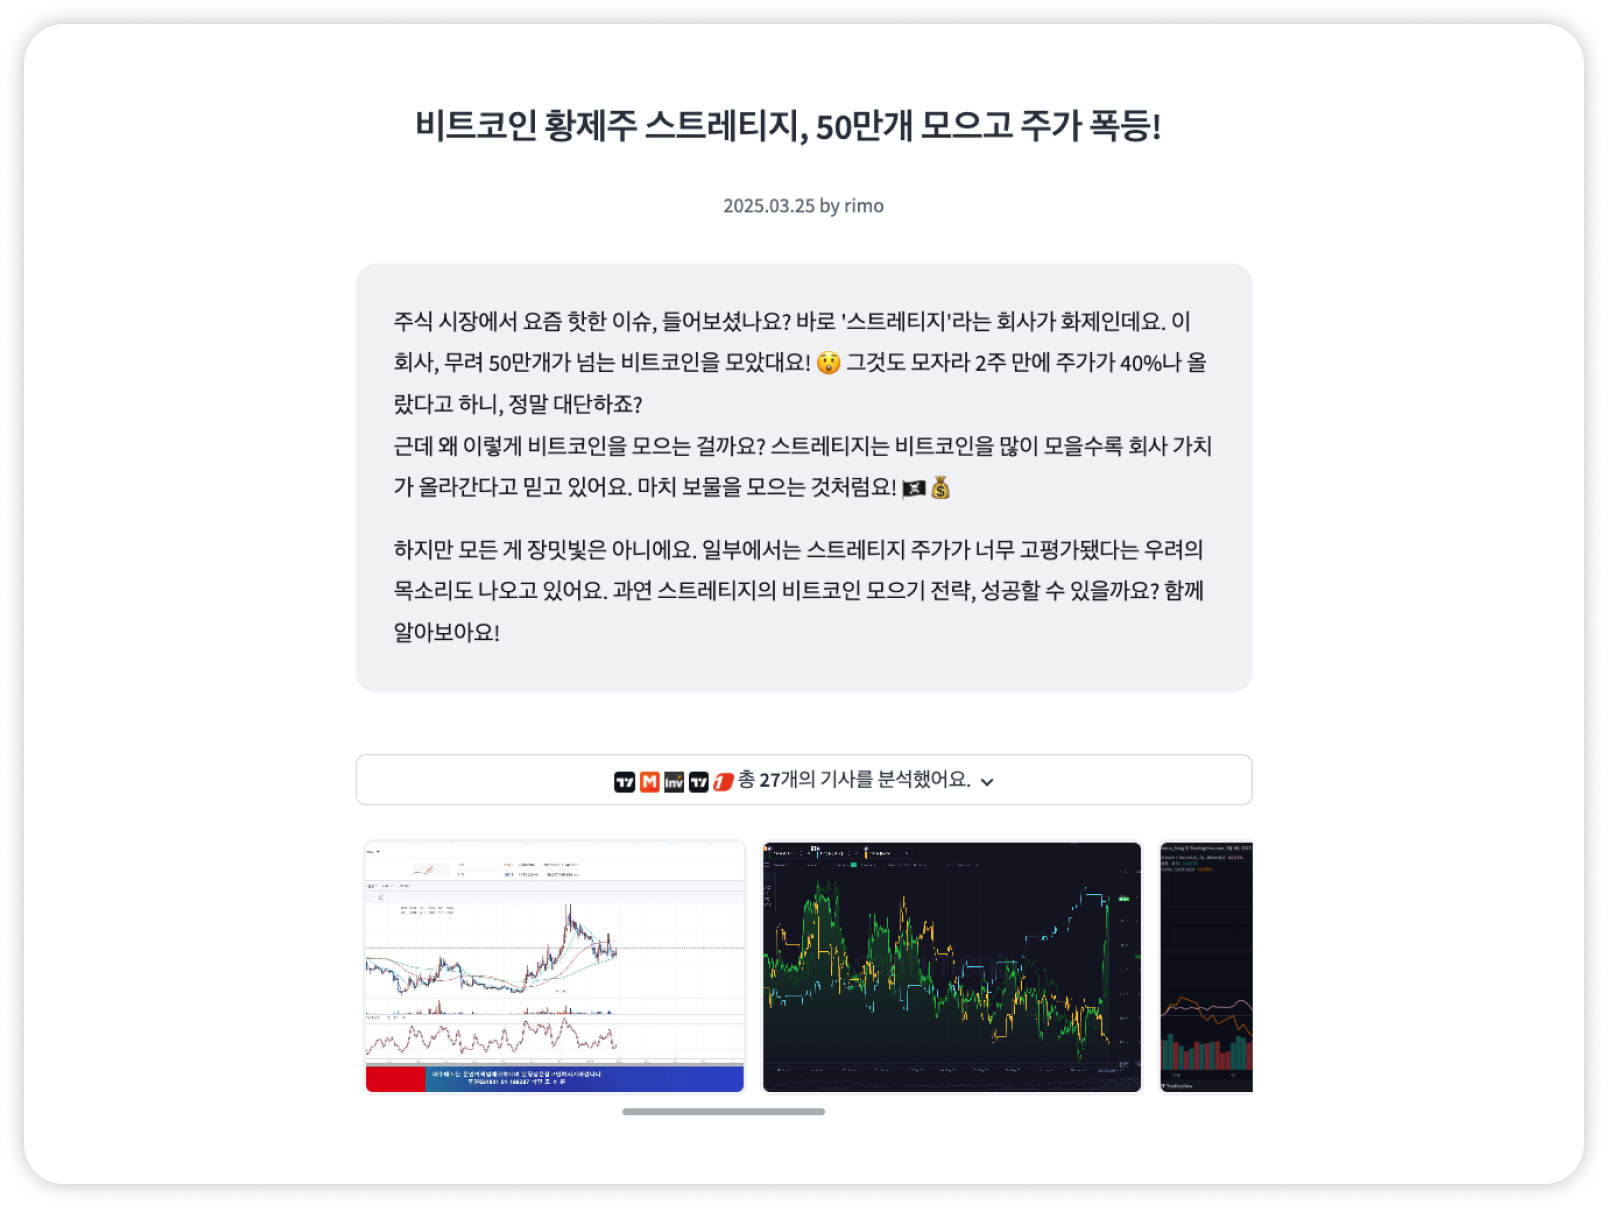 비트코인 황제주 스트레티지, 50만개 모으고 주가 폭등!
2025.03.25 by rimo
주식 시장에서 요즘 핫한 이슈, 들어보셨나요? 바로 '스트레티지'라는 회사가 화제인데요. 이
회사, 무려 50만개가 넘는 비트코인을 모았대요! 😲 그것도 모자라 2주 만에 주가가 40%나 올
랐다고 하니, 정말 대단하죠?
근데 왜 이렇게 비트코인을 모으는 걸까요? 스트레티지는 비트코인을 많이 모을수록 회사 가치
가 올라간다고 믿고 있어요. 마치 보물을 모으는 것처럼요! 🏴‍☠️💰
하지만 모든 게 장밋빛은 아니에요. 일부에서는 스트레티지 주가가 너무 고평가됐다는 우려의
목소리도 나오고 있어요. 과연 스트레티지의 비트코인 모으기 전략, 성공할 수 있을까요? 함께
알아보아요!
총 27개의 기사를 분석했어요.
TradingView